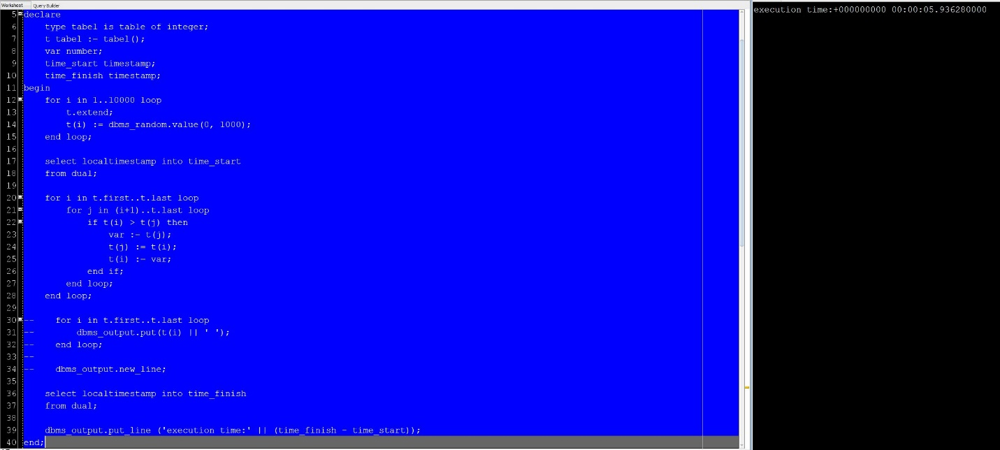 Worksheet Query Builder
execution time:+000000000 00:00:05.936280000
5 declare
6     type tabel is table of integer;
7     t tabel := tabel();
8     var number;
9     time_start timestamp;
10     time_finish timestamp;
11 begin
12     for i in 1..10000 loop
13         t.extend;
14         t(i) := dbms_random.value(0, 1000);
15     end loop;
16
17     select localtimestamp into time_start
18     from dual;
19
20     for i in t.first..t.last loop
21         for j in (i+1)..t.last loop
22             if t(i) > t(j) then
23                 var := t(j);
24                 t(j) := t(i);
25                 t(i) := var;
26             end if;
27         end loop;
28     end loop;
29
30 --    for i in t.first..t.last loop
31 --        dbms_output.put(t(i) || ' ');
32 --    end loop;
33 --
34 --    dbms_output.new_line;
35
36     select localtimestamp into time_finish
37     from dual;
38
39     dbms_output.put_line ('execution time:' || (time_finish - time_start));
40 end;